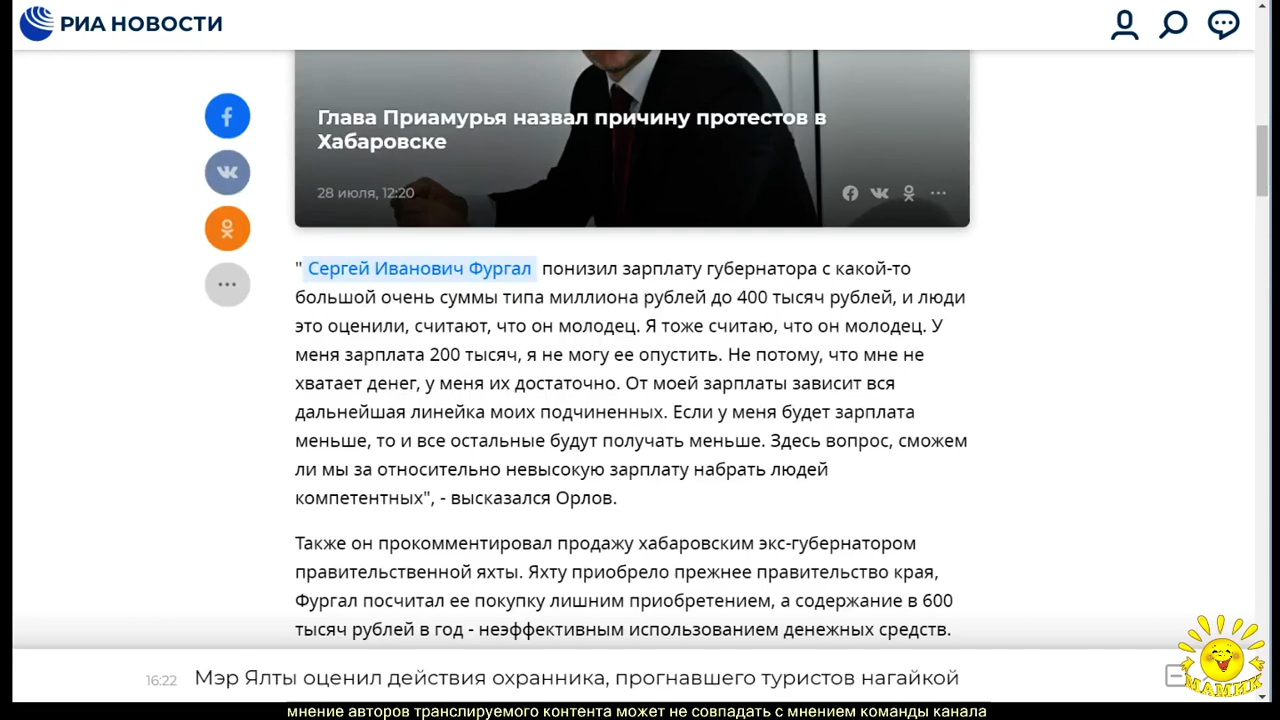 РИА НОВОСТИ
Глава Приамурья назвал причину протестов в
Хабаровске
28 июля, 12:20
"Сергей Иванович Фургал понизил зарплату губернатора с какой-то
большой очень суммы типа миллиона рублей до 400 тысяч рублей, и люди
это оценили, считают, что он молодец. Я тоже считаю, что он молодец. У
меня зарплата 200 тысяч, я не могу ее опустить. Не потому, что мне не
хватает денег, у меня их достаточно. От моей зарплаты зависит вся
дальнейшая линейка моих подчиненных. Если у меня будет зарплата
меньше, то и все остальные будут получать меньше. Здесь вопрос, сможем
ли мы за относительно невысокую зарплату набрать людей
компетентных", - высказался Орлов.
Также он прокомментировал продажу хабаровским экс-губернатором
правительственной яхты. Яхту приобрело прежнее правительство края,
Фургал посчитал ее покупку лишним приобретением, а содержание в 600
тысяч рублей в год - неэффективным использованием денежных средств.
16:22 Мэр Ялты оценил действия охранника, прогнавшего туристов нагайкой
МАМИК
мнение авторов транслируемого контента может не совпадать с мнением команды канала